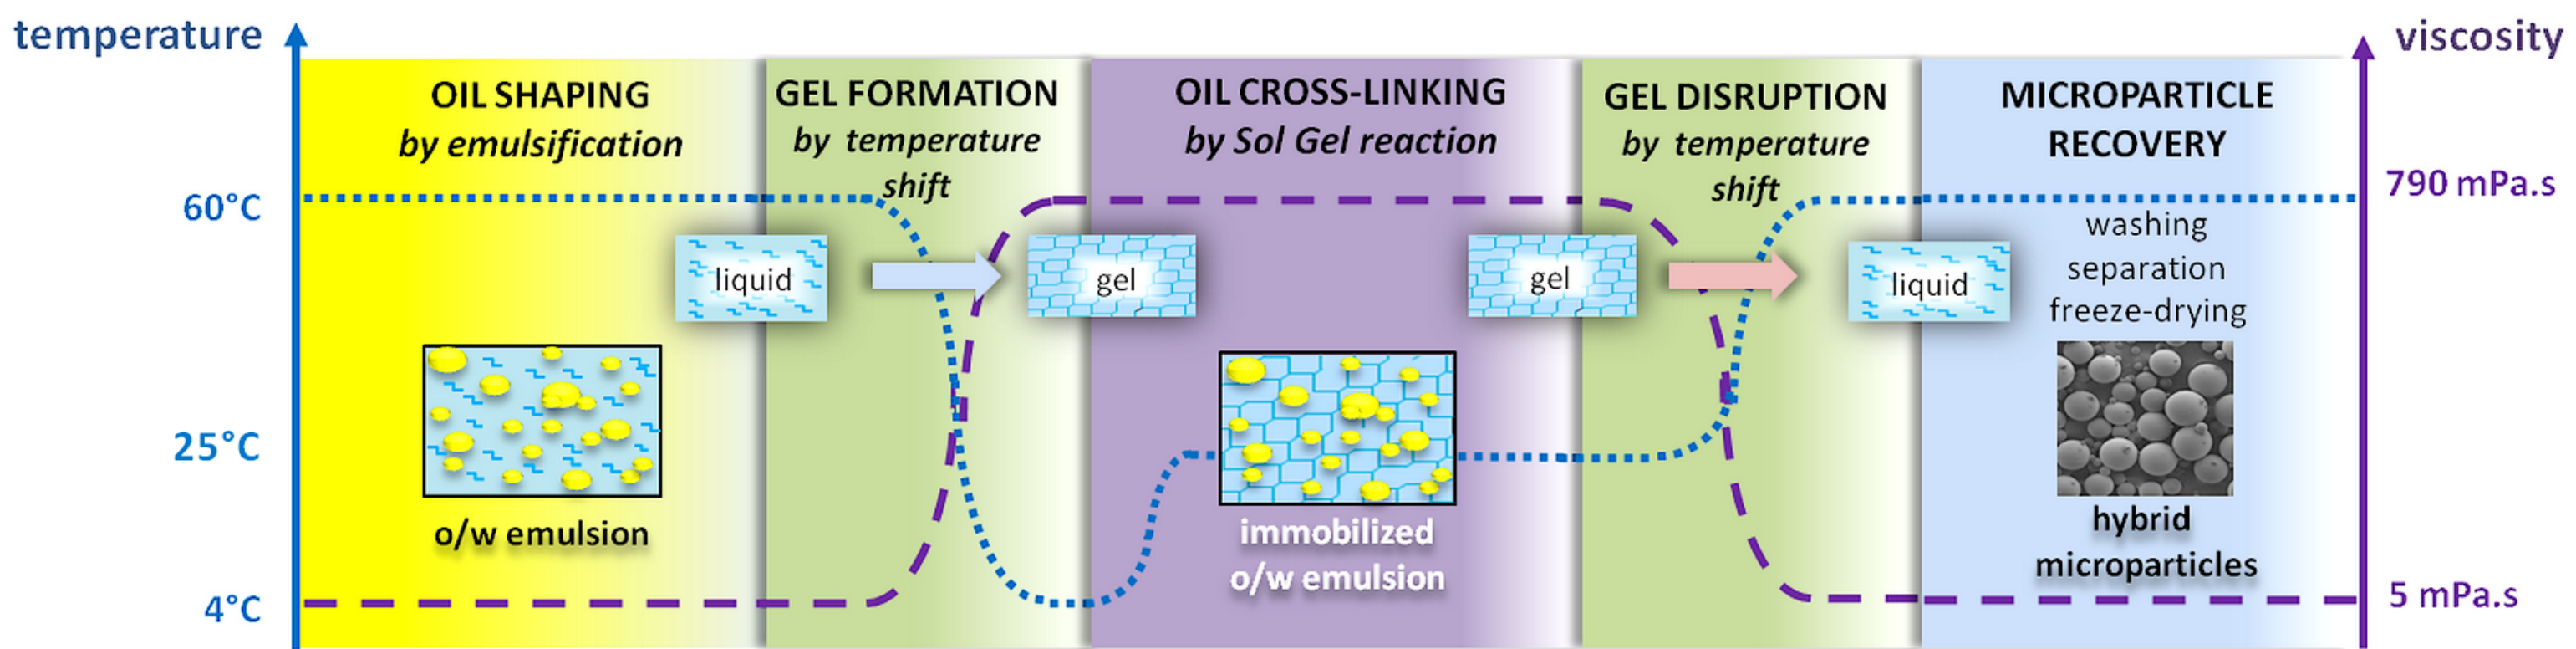 temperature
60°C
25°C
4°C
OIL SHAPING
by emulsification
o/w emulsion
liquid
GEL FORMATION
by temperature
shift
gel
OIL CROSS-LINKING
by Sol Gel reaction
immobilized
o/w emulsion
gel
GEL DISRUPTION
by temperature
shift
liquid
MICROPARTICLE
RECOVERY
washing
separation
freeze-drying
hybrid
microparticles
viscosity
790 mPa.s
5 mPa.s